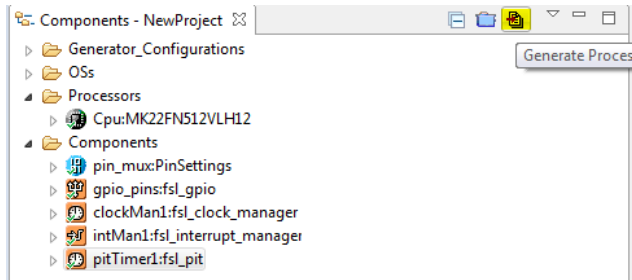 Components - NewProject
Generate Proces
Generator_Configurations
OSs
Processors
Cpu:MK22FN512VLH12
Components
pin_mux:PinSettings
gpio_pins:fsl_gpio
clockMan1:fsl_clock_manager
intMan1:fsl_interrupt_manager
pitTimer1:fsl_pit